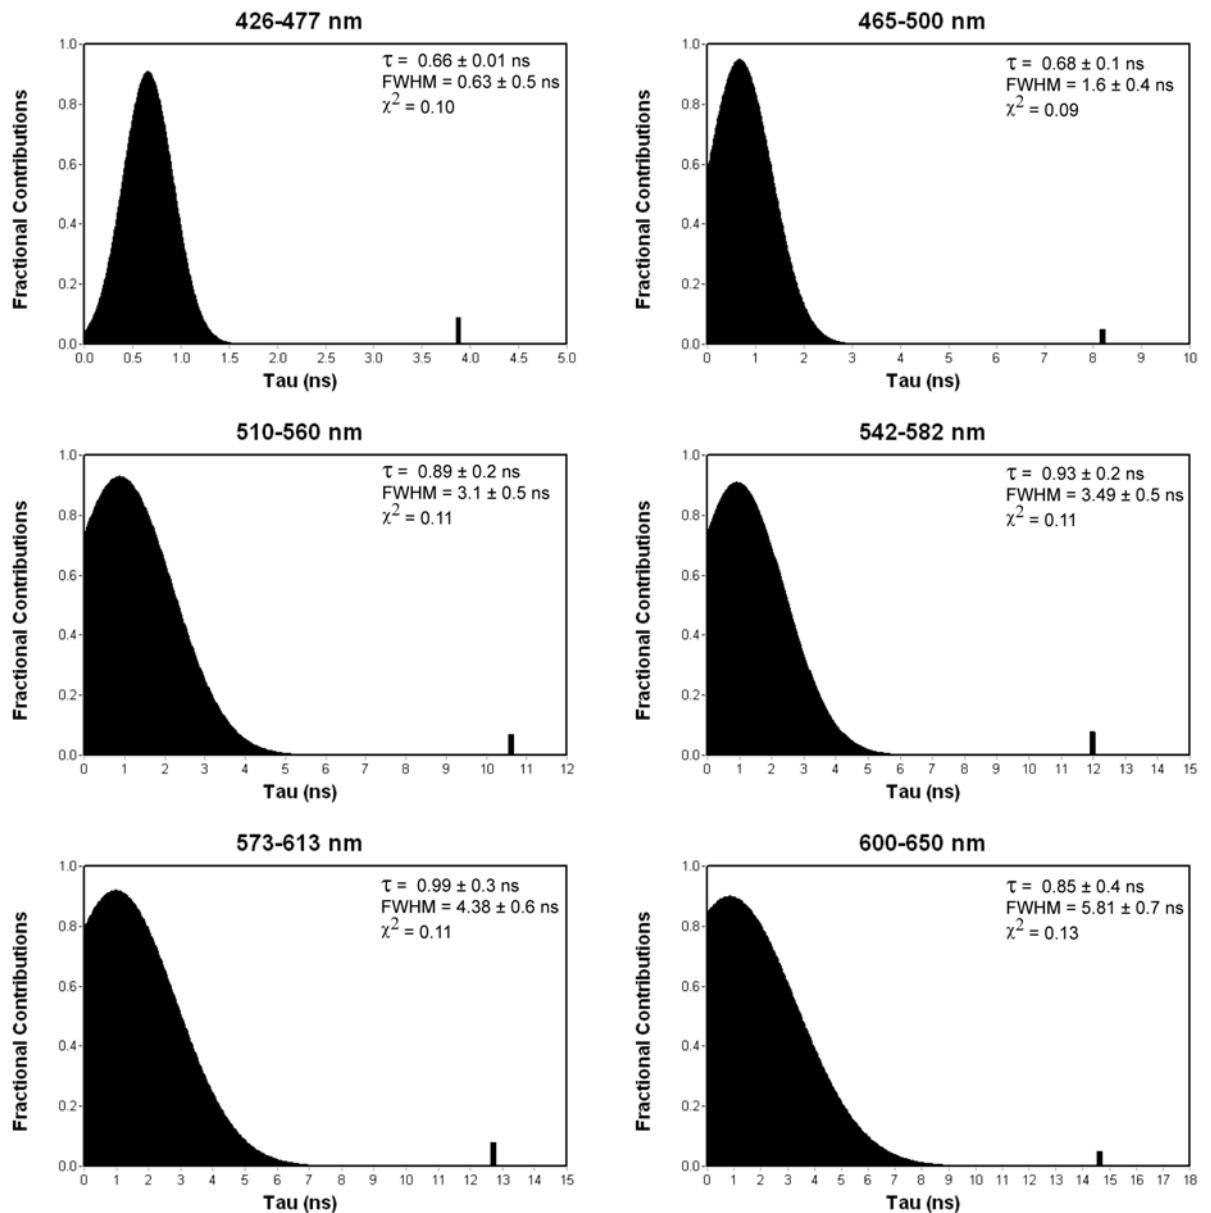 426-477 nm
τ = 0.66 ± 0.01 ns
FWHM = 0.63 ± 0.5 ns
χ² = 0.10
Fractional Contributions
1.0
0.8
0.6
0.4
0.2
0.0
0.0 0.5 1.0 1.5 2.0 2.5 3.0 3.5 4.0 4.5 5.0
Tau (ns)
465-500 nm
τ = 0.68 ± 0.1 ns
FWHM = 1.6 ± 0.4 ns
χ² = 0.09
Fractional Contributions
1.0
0.8
0.6
0.4
0.2
0.0
0 1 2 3 4 5 6 7 8 9 10
Tau (ns)
510-560 nm
τ = 0.89 ± 0.2 ns
FWHM = 3.1 ± 0.5 ns
χ² = 0.11
Fractional Contributions
1.0
0.8
0.6
0.4
0.2
0.0
0 1 2 3 4 5 6 7 8 9 10 11 12
Tau (ns)
542-582 nm
τ = 0.93 ± 0.2 ns
FWHM = 3.49 ± 0.5 ns
χ² = 0.11
Fractional Contributions
1.0
0.8
0.6
0.4
0.2
0.0
0 1 2 3 4 5 6 7 8 9 10 11 12 13 14 15
Tau (ns)
573-613 nm
τ = 0.99 ± 0.3 ns
FWHM = 4.38 ± 0.6 ns
χ² = 0.11
Fractional Contributions
1.0
0.8
0.6
0.4
0.2
0.0
0 1 2 3 4 5 6 7 8 9 10 11 12 13 14 15
Tau (ns)
600-650 nm
τ = 0.85 ± 0.4 ns
FWHM = 5.81 ± 0.7 ns
χ² = 0.13
Fractional Contributions
1.0
0.8
0.6
0.4
0.2
0.0
0 1 2 3 4 5 6 7 8 9 10 11 12 13 14 15 16 17 18
Tau (ns)